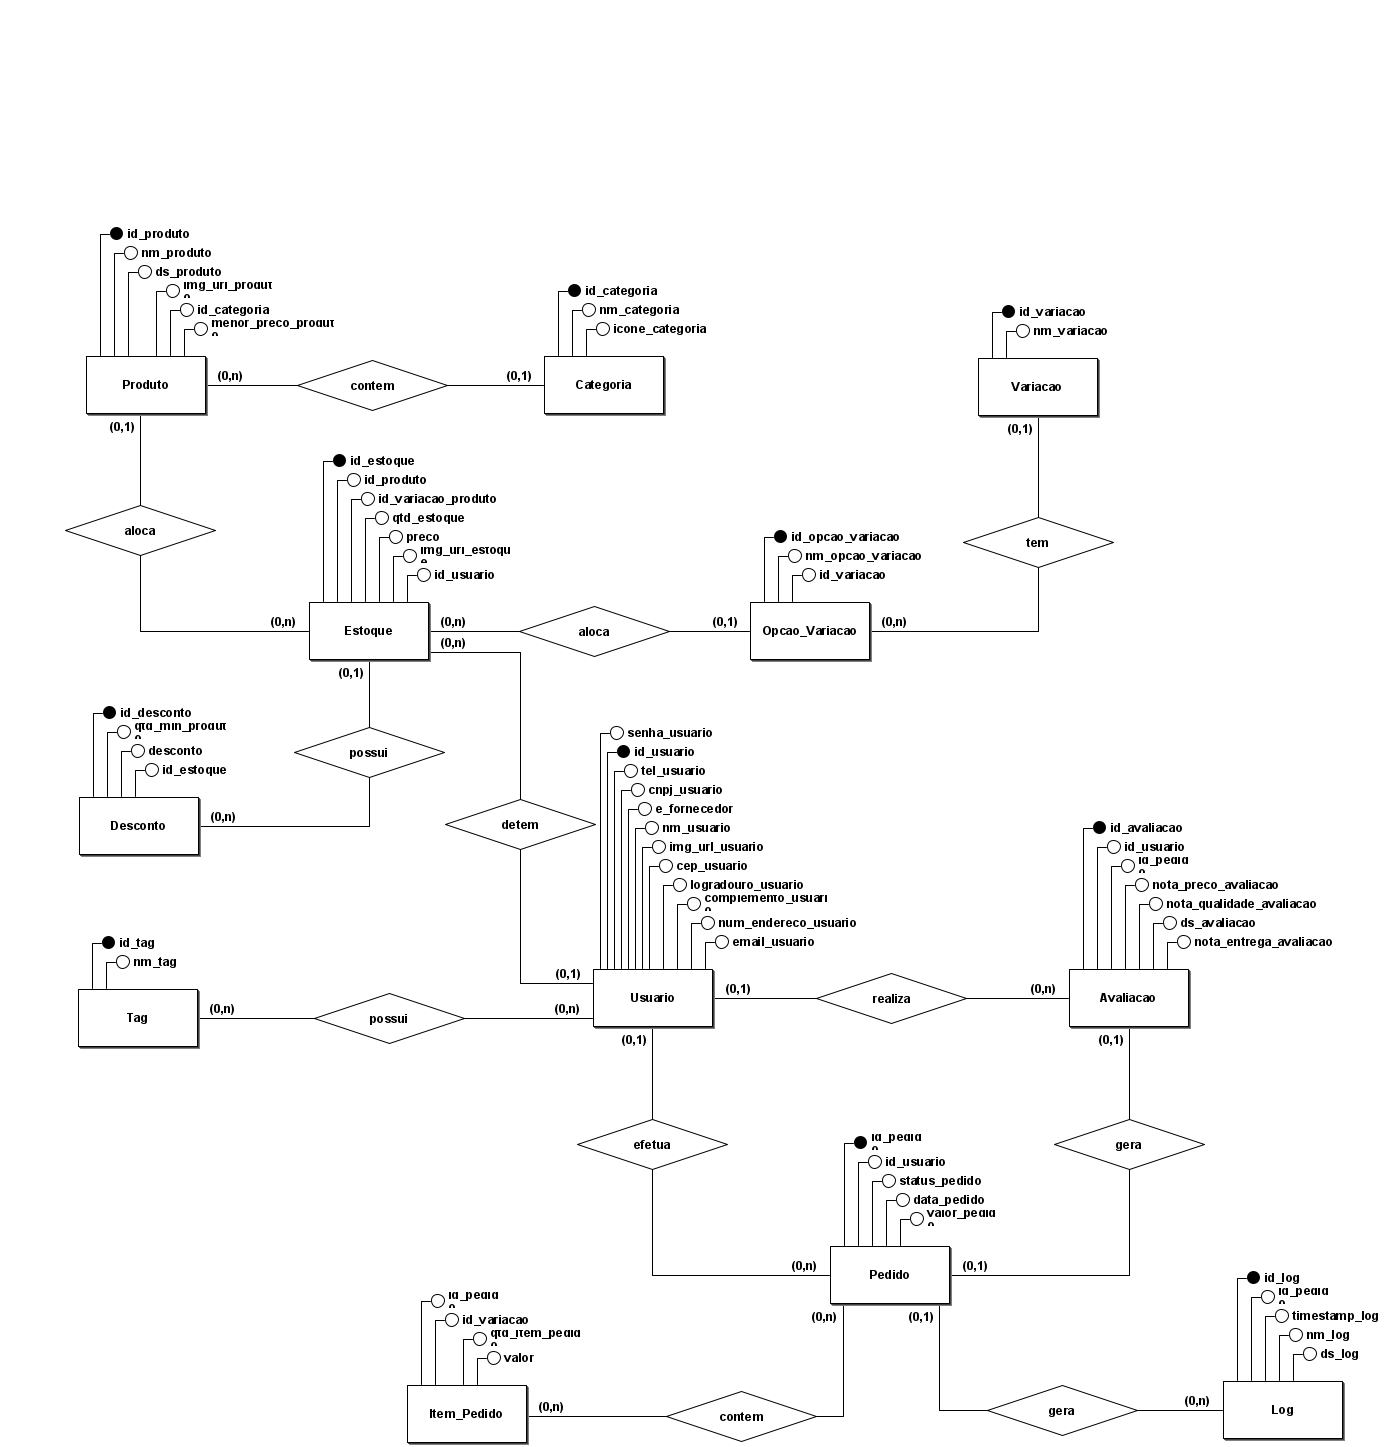 id_produto
nm_produto
ds_produto
img_url_produto
id_categoria
menor_preco_produto
Produto
(0,n)
contem
(0,1)
id_categoria
nm_categoria
icone_categoria
Categoria
id_variacao
nm_variacao
Variacao
(0,1)
(0,1)
aloca
(0,n)
id_estoque
id_produto
id_variacao_produto
qtd_estoque
preco
img_url_estoque
id_usuario
Estoque
(0,n)
(0,n)
aloca
(0,1)
id_opcao_variacao
nm_opcao_variacao
id_variacao
Opcao_Variacao
(0,n)
tem
(0,1)
possui
id_desconto
qtd_min_produto
desconto
id_estoque
Desconto
(0,n)
detem
(0,1)
senha_usuario
id_usuario
tel_usuario
cnpj_usuario
e_fornecedor
nm_usuario
img_url_usuario
cep_usuario
logradouro_usuario
complemento_usuario
num_endereco_usuario
email_usuario
Usuario
id_tag
nm_tag
Tag
(0,n)
possui
(0,n)
(0,1)
realiza
(0,n)
id_avaliacao
id_usuario
id_pedido
nota_preco_avaliacao
nota_qualidade_avaliacao
ds_avaliacao
nota_entrega_avaliacao
Avaliacao
(0,1)
efetua
(0,n)
(0,1)
gera
(0,1)
id_pedido
id_usuario
status_pedido
data_pedido
valor_pedido
Pedido
(0,n)
(0,1)
id_pedido
id_variacao
qtd_item_pedido
valor
Item_Pedido
(0,n)
contem
gera
(0,n)
id_log
id_pedido
timestamp_log
nm_log
ds_log
Log